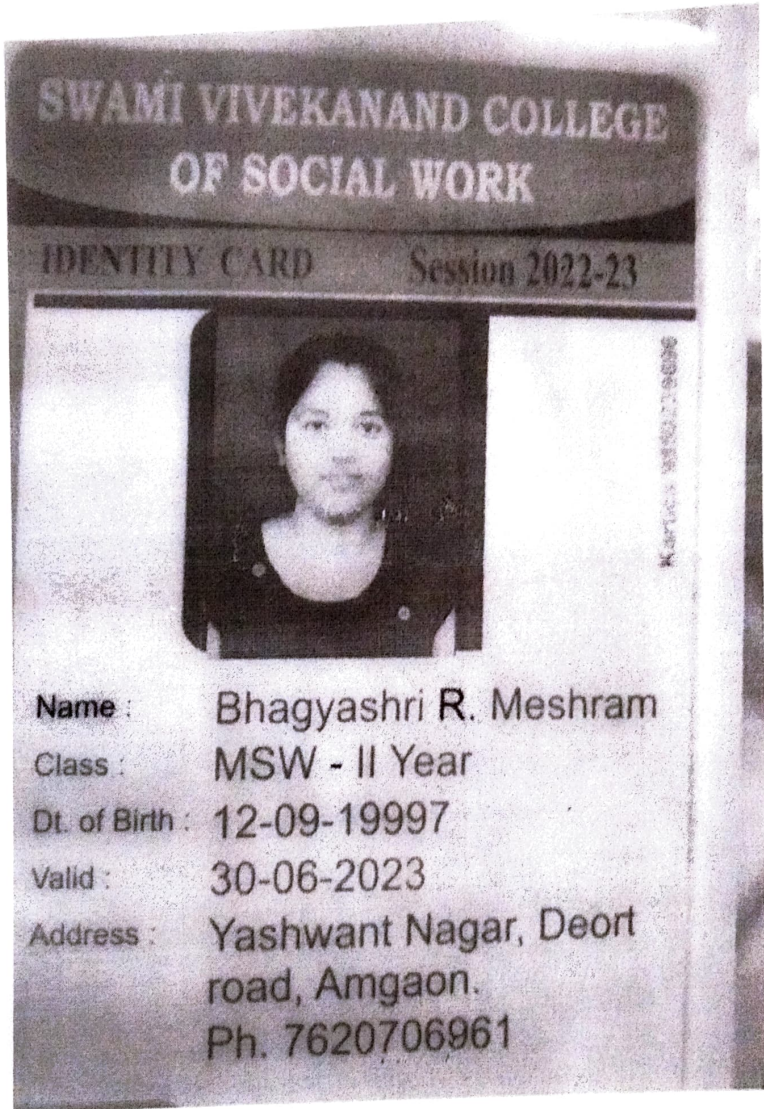 SWAMI VIVEKANAND COLLEGE
OF SOCIAL WORK
IDENTITY CARD Session 2022-23
Name : Bhagyashri R. Meshram
Class : MSW - II Year
Dt. of Birth : 12-09-19997
Valid : 30-06-2023
Address : Yashwant Nagar, Deort
road, Amgaon.
Ph. 7620706961